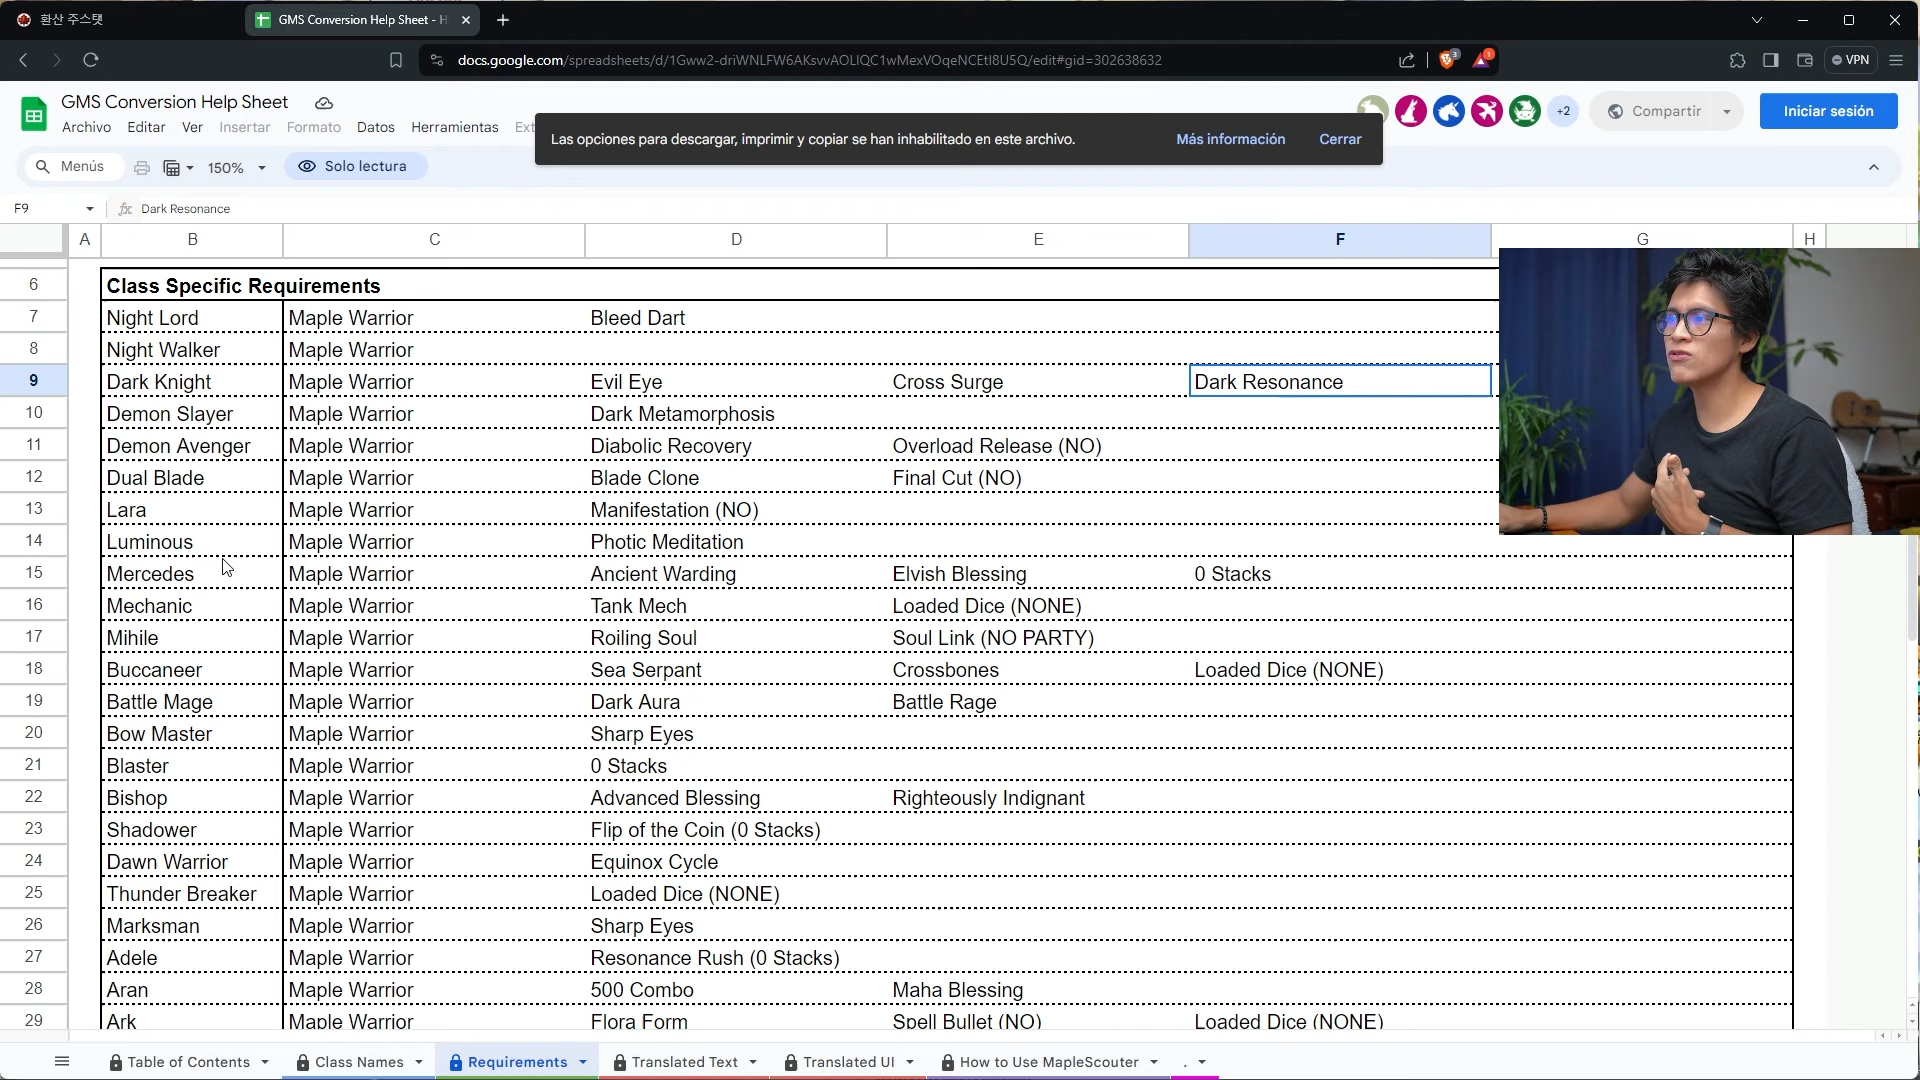 환산 주스탯
GMS Conversion Help Sheet - H
docs.google.com/spreadsheets/d/1Gww2-driWNLFW6AKsvvAOLIQC1wMexVOqeNCEtI8U5Q/edit#gid=302638632
3
1
VPN
GMS Conversion Help Sheet
Archivo Editar Ver Insertar Formato Datos Herramientas Ext
Las opciones para descargar, imprimir y copiar se han inhabilitado en este archivo. Más información Cerrar
+2 Compartir Iniciar sesión
Menús 150% Solo lectura
F9 fx Dark Resonance
A B C D E F G H
6 Class Specific Requirements
7 Night Lord Maple Warrior Bleed Dart
8 Night Walker Maple Warrior
9 Dark Knight Maple Warrior Evil Eye Cross Surge Dark Resonance
10 Demon Slayer Maple Warrior Dark Metamorphosis
11 Demon Avenger Maple Warrior Diabolic Recovery Overload Release (NO)
12 Dual Blade Maple Warrior Blade Clone Final Cut (NO)
13 Lara Maple Warrior Manifestation (NO)
14 Luminous Maple Warrior Photic Meditation
15 Mercedes Maple Warrior Ancient Warding Elvish Blessing 0 Stacks
16 Mechanic Maple Warrior Tank Mech Loaded Dice (NONE)
17 Mihile Maple Warrior Roiling Soul Soul Link (NO PARTY)
18 Buccaneer Maple Warrior Sea Serpant Crossbones Loaded Dice (NONE)
19 Battle Mage Maple Warrior Dark Aura Battle Rage
20 Bow Master Maple Warrior Sharp Eyes
21 Blaster Maple Warrior 0 Stacks
22 Bishop Maple Warrior Advanced Blessing Righteously Indignant
23 Shadower Maple Warrior Flip of the Coin (0 Stacks)
24 Dawn Warrior Maple Warrior Equinox Cycle
25 Thunder Breaker Maple Warrior Loaded Dice (NONE)
26 Marksman Maple Warrior Sharp Eyes
27 Adele Maple Warrior Resonance Rush (0 Stacks)
28 Aran Maple Warrior 500 Combo Maha Blessing
29 Ark Maple Warrior Flora Form Spell Bullet (NO) Loaded Dice (NONE)
Table of Contents Class Names Requirements Translated Text Translated UI How to Use MapleScouter .